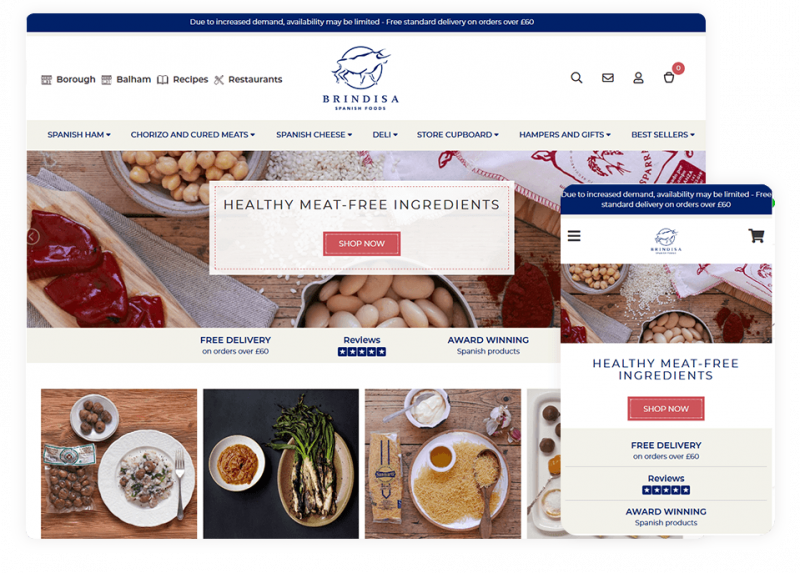 Due to increased demand, availability may be limited - Free standard delivery on orders over £60
Borough Balham Recipes Restaurants
BRINDISA
SPANISH FOODS
0
SPANISH HAM CHORIZO AND CURED MEATS SPANISH CHEESE DELI STORE CUPBOARD HAMPERS AND GIFTS BEST SELLERS
HEALTHY MEAT-FREE INGREDIENTS
SHOP NOW
FREE DELIVERY
on orders over £60
Reviews
AWARD WINNING
Spanish products
Due to increased demand, availability may be limited - Free
standard delivery on orders over £60
BRINDISA
SPANISH FOODS
HEALTHY MEAT-FREE
INGREDIENTS
SHOP NOW
FREE DELIVERY
on orders over £60
Reviews
AWARD WINNING
Spanish products